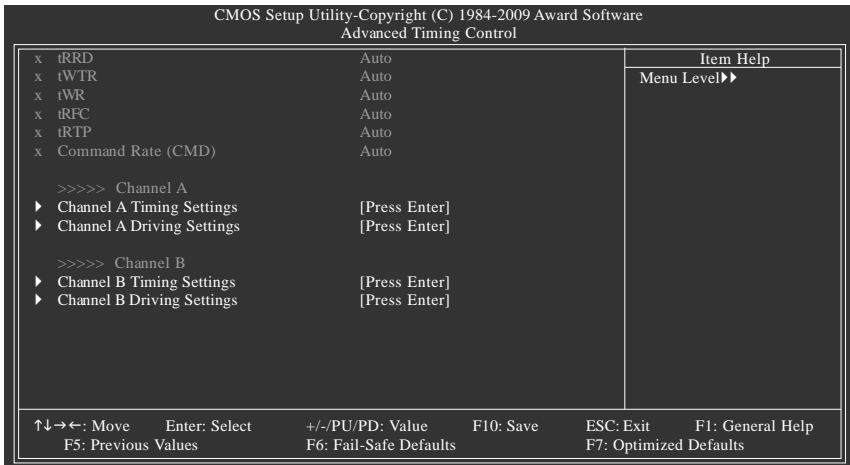 CMOS Setup Utility-Copyright (C) 1984-2009 Award Software
Advanced Timing Control
x tRRD Auto
Item Help
x tWTR Auto
Menu Level
x tWR Auto
x tRFC Auto
x tRTP Auto
x Command Rate (CMD) Auto
>>>>> Channel A
Channel A Timing Settings [Press Enter]
Channel A Driving Settings [Press Enter]
>>>>> Channel B
Channel B Timing Settings [Press Enter]
Channel B Driving Settings [Press Enter]
↑↓→←: Move Enter: Select +/-/PU/PD: Value F10: Save ESC: Exit F1: General Help
F5: Previous Values F6: Fail-Safe Defaults F7: Optimized Defaults